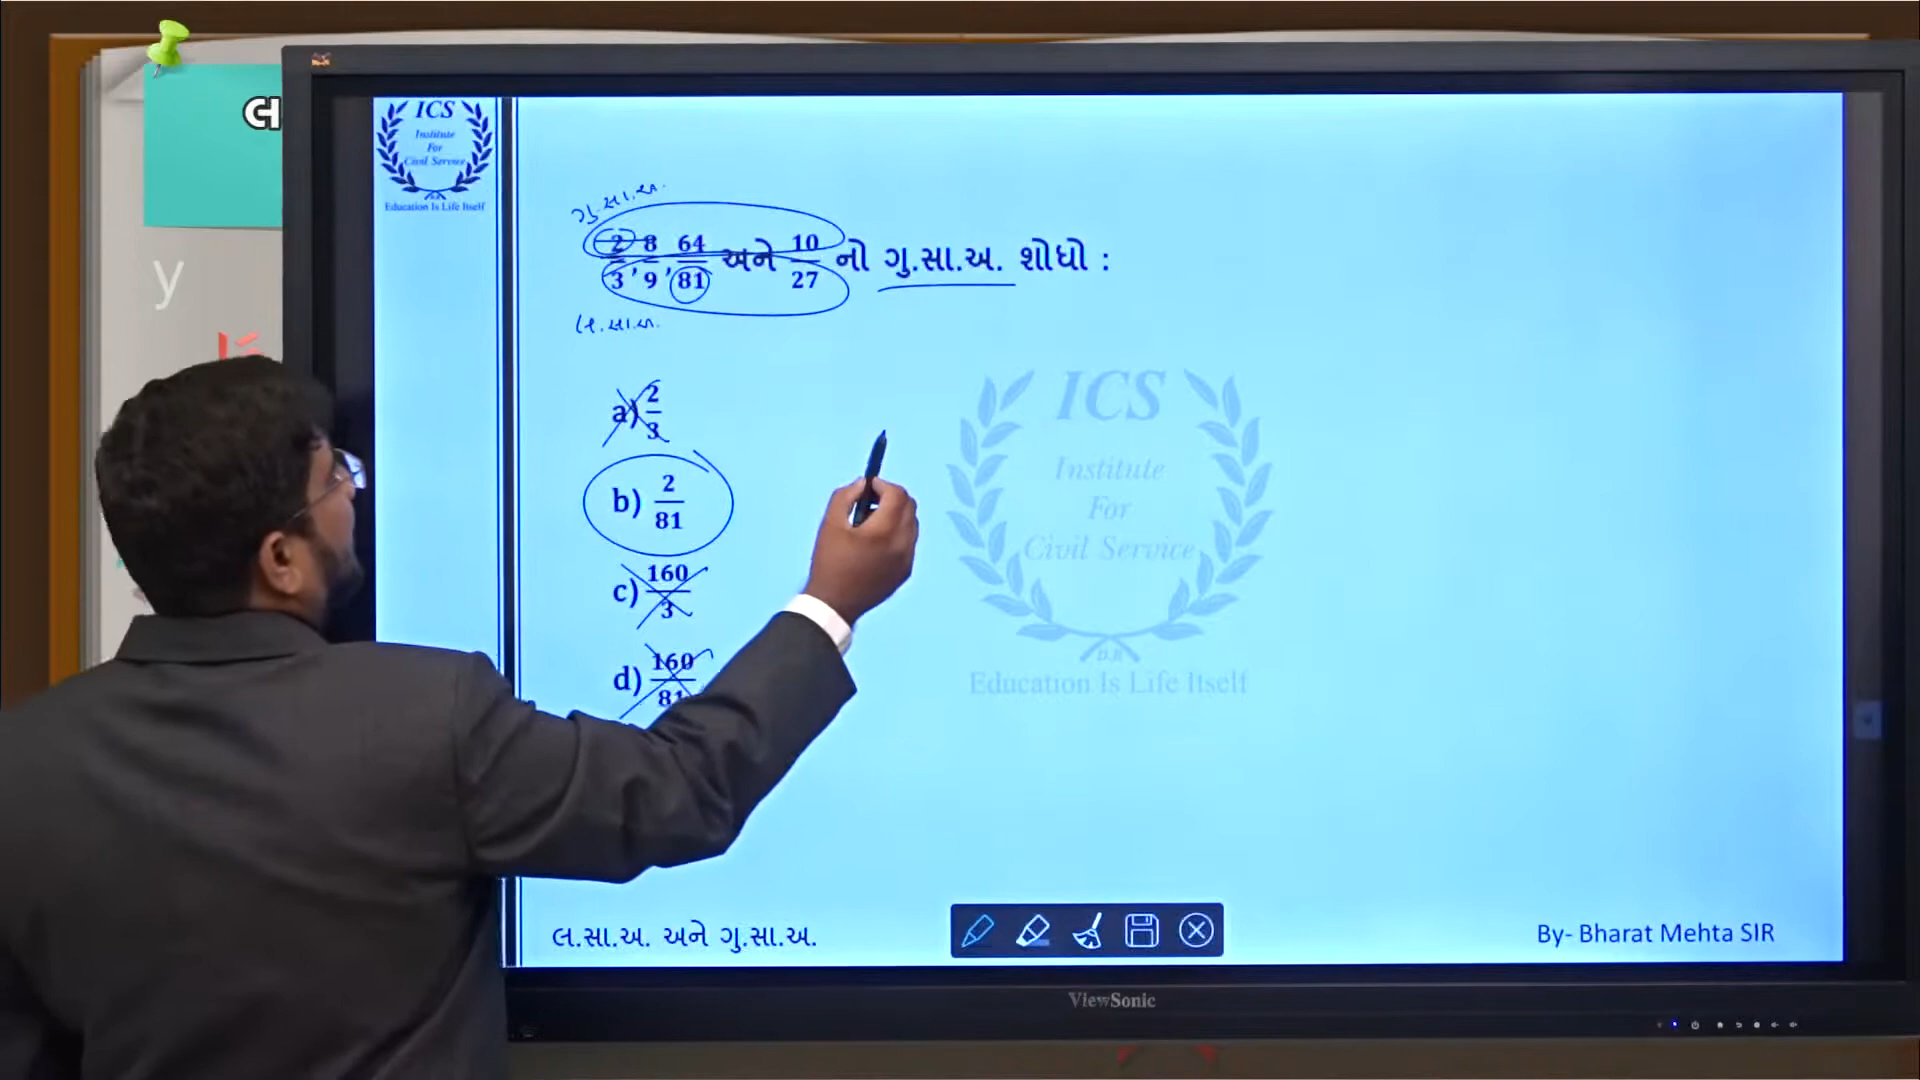 લ
y
ICS
Institute
For
Civil Service
D.R
Education Is Life Itself
ગુ.સા.અ.
2/3, 8/9, 64/81 અને 10/27 નો ગુ.સા.અ. શોધો :
લ.સા.અ.
a) 2/3
b) 2/81
c) 160/3
d) 160/81
ICS
Institute
For
Civil Service
D.R
Education Is Life Itself
લ.સા.અ. અને ગુ.સા.અ.
By- Bharat Mehta SIR
ViewSonic